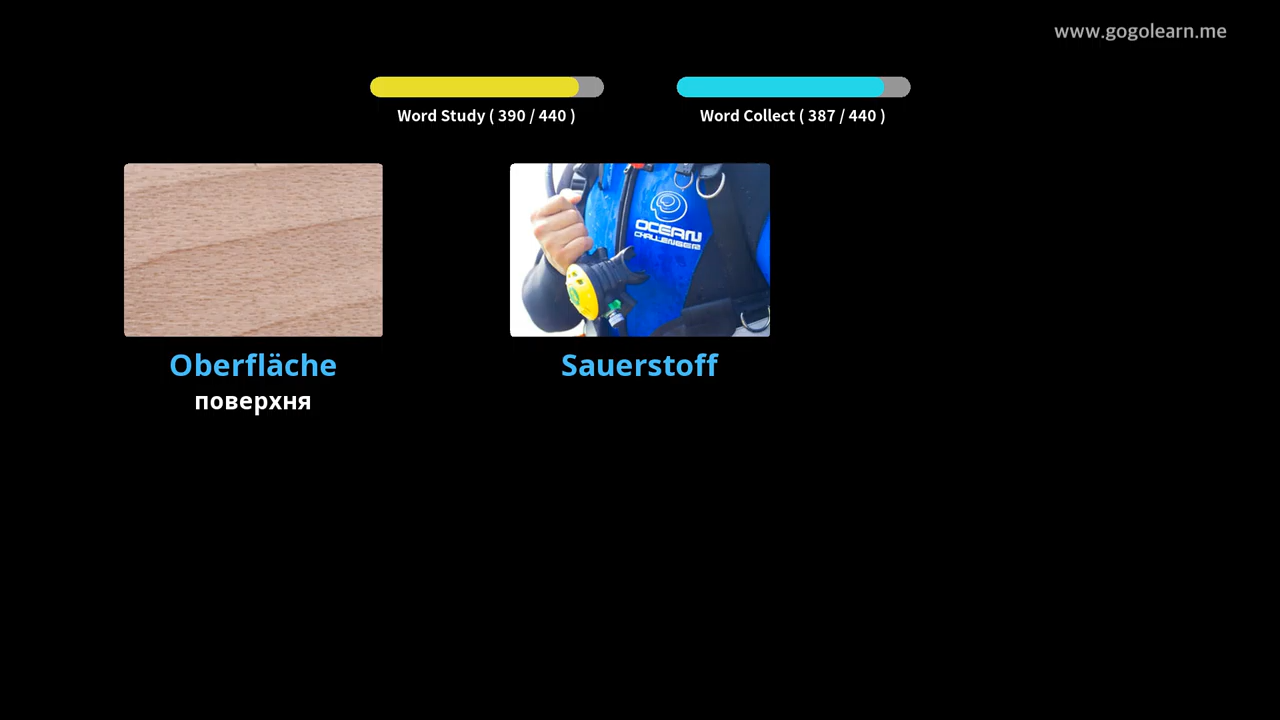 www.gogolearn.me
Word Study ( 390 / 440 )
Word Collect ( 387 / 440 )
OCEAN
CHALLENGER
Oberfläche
Sauerstoff
поверхня